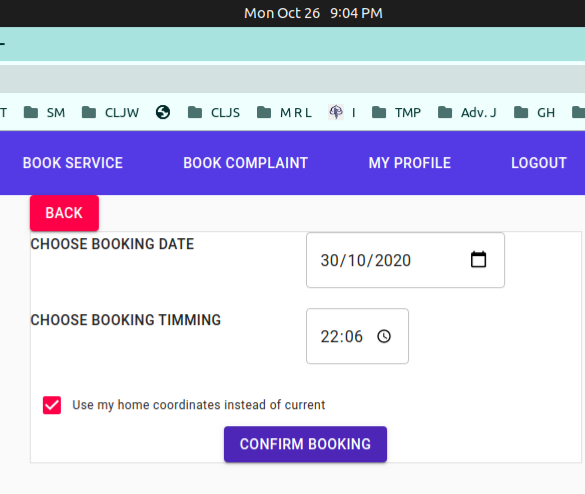 Mon Oct 26 9:04 PM
T SM CLJW CLJS M R L I TMP Adv. J GH
BOOK SERVICE BOOK COMPLAINT MY PROFILE LOGOUT
BACK
CHOOSE BOOKING DATE 30/10/2020
CHOOSE BOOKING TIMMING 22:06
Use my home coordinates instead of current
CONFIRM BOOKING